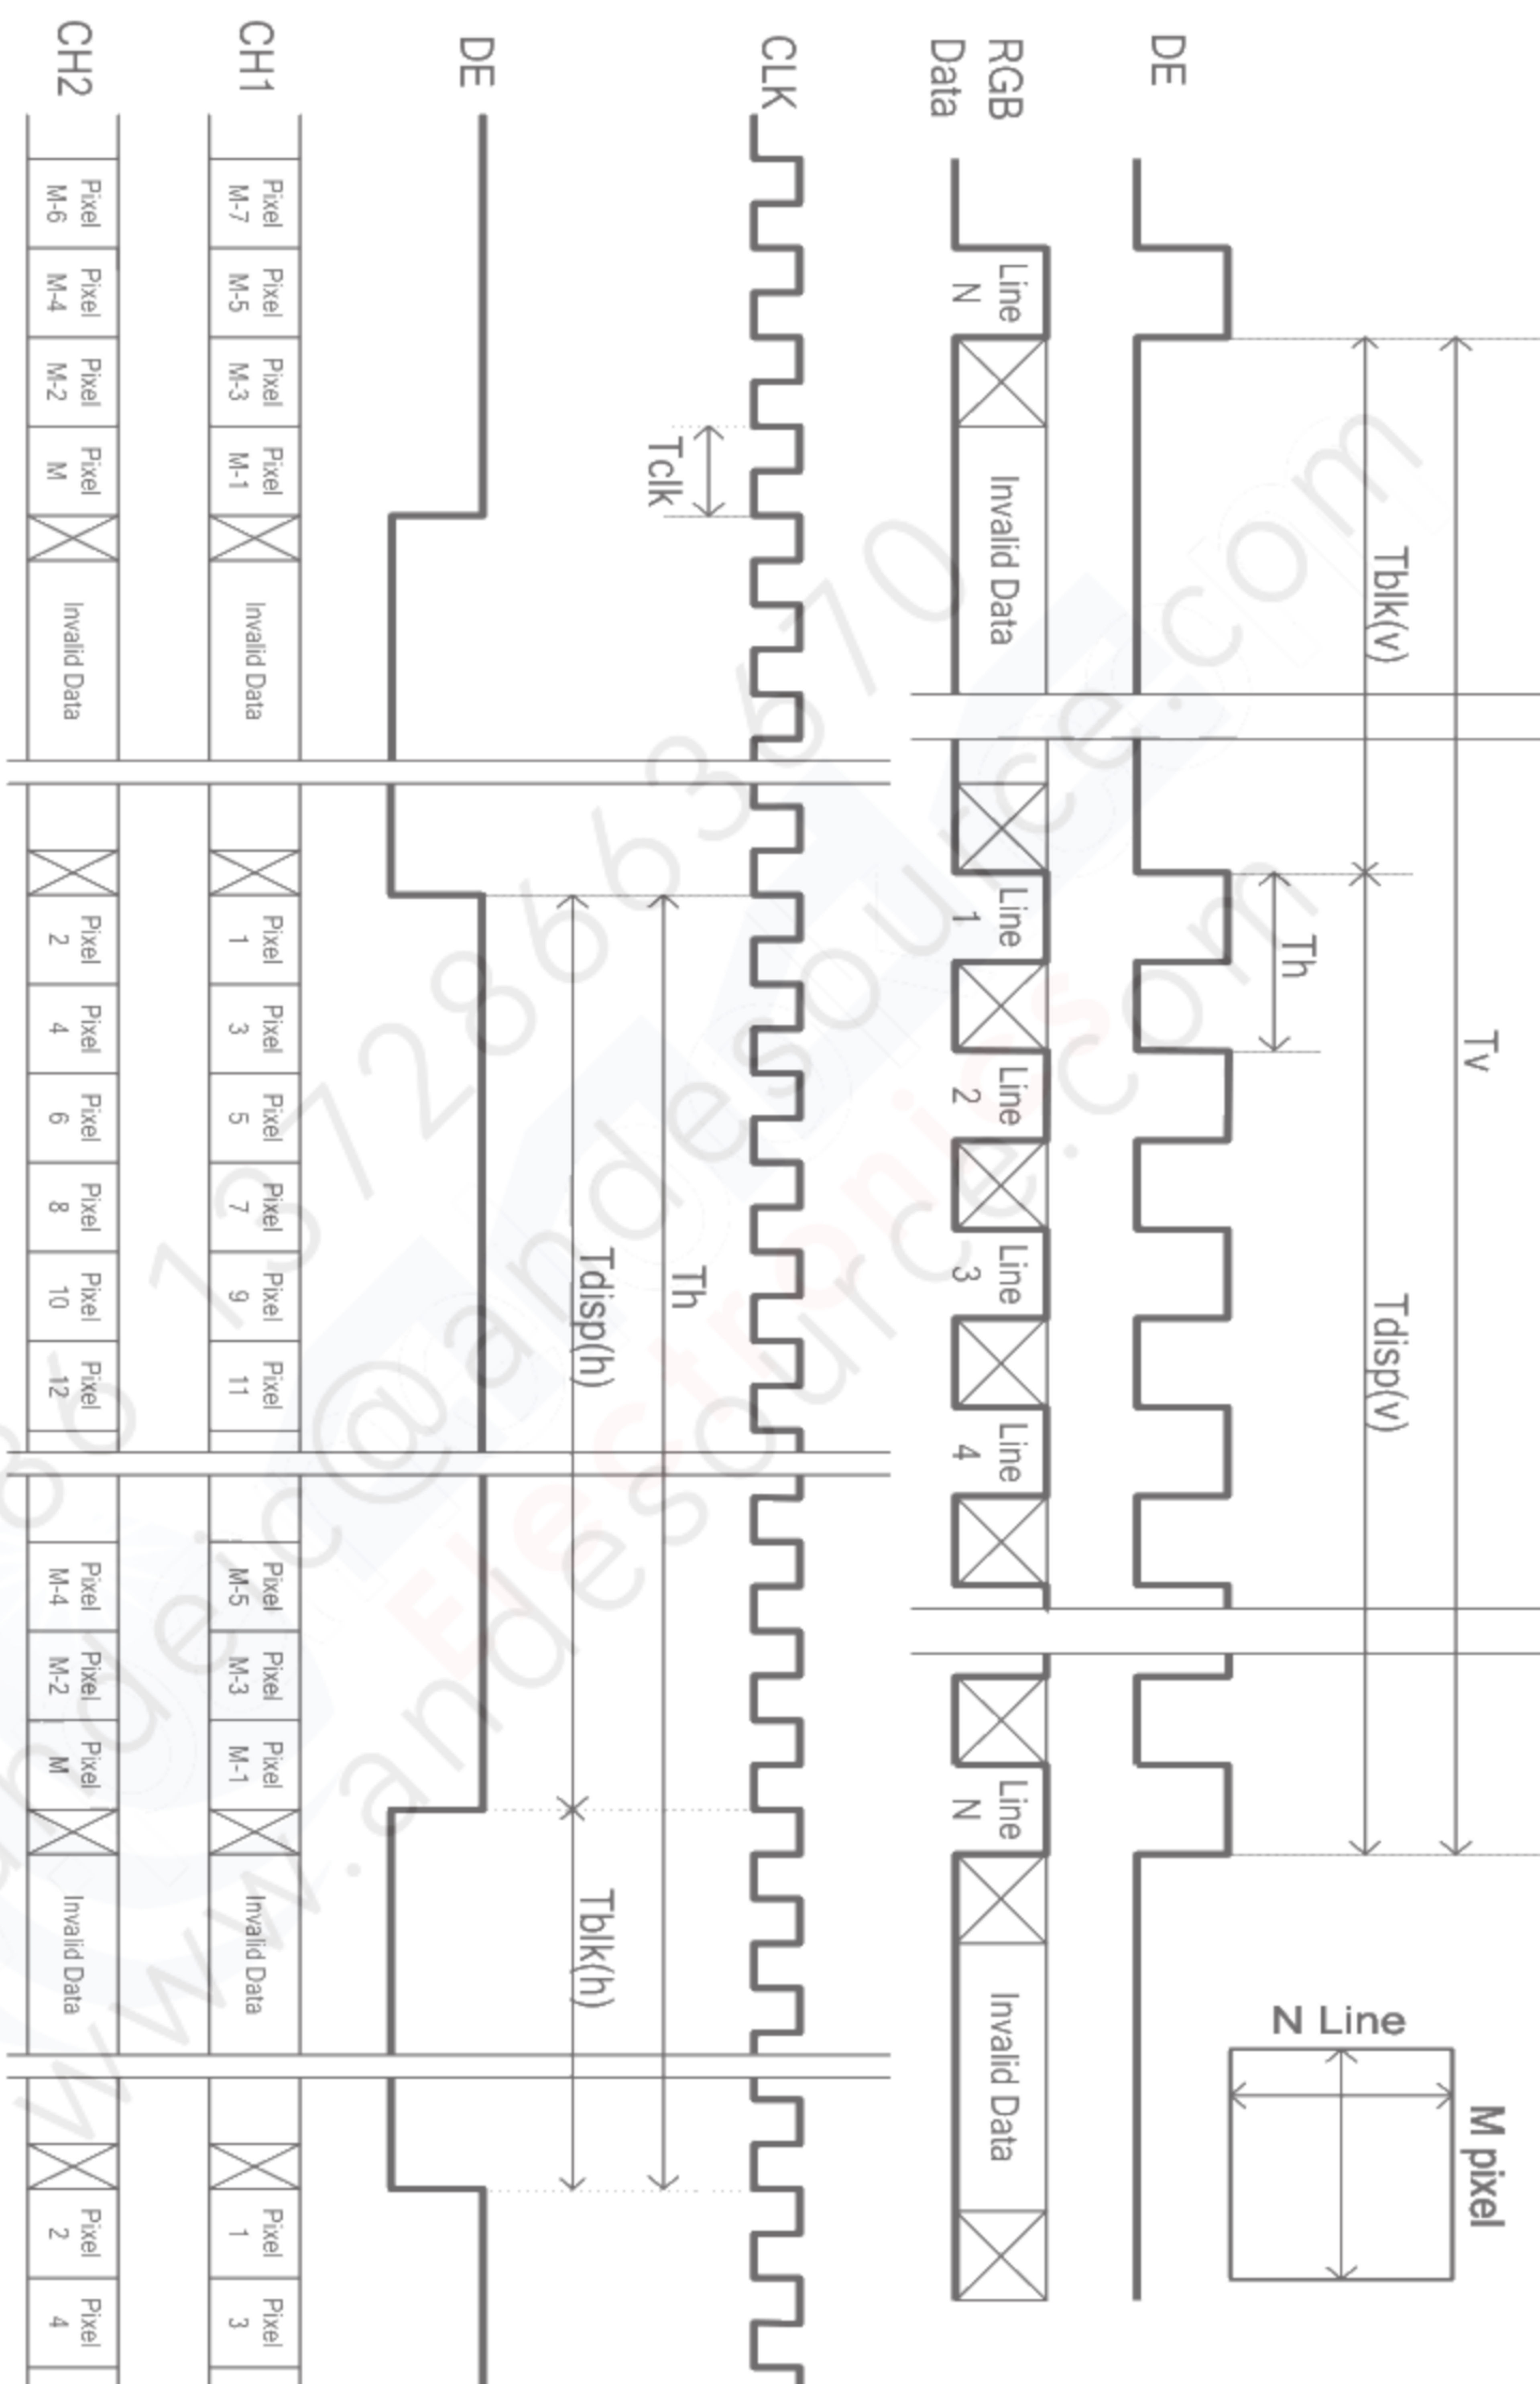 Tv
Tblk(v)
Tdisp(v)
Th
DE
RGB
Data
Line
N
Invalid Data
Line
1
Line
2
Line
3
Line
4
Line
N
Invalid Data
N Line
M pixel
CLK
Tclk
Th
Tdisp(h)
Tblk(h)
DE
CH1
Pixel
M-7
Pixel
M-5
Pixel
M-3
Pixel
M-1
Invalid Data
Pixel
1
Pixel
3
Pixel
5
Pixel
7
Pixel
9
Pixel
11
Pixel
M-5
Pixel
M-3
Pixel
M-1
Invalid Data
Pixel
1
Pixel
3
CH2
Pixel
M-6
Pixel
M-4
Pixel
M-2
Pixel
M
Invalid Data
Pixel
2
Pixel
4
Pixel
6
Pixel
8
Pixel
10
Pixel
12
Pixel
M-4
Pixel
M-2
Pixel
M
Invalid Data
Pixel
2
Pixel
4
www.andesource.com
Electronics